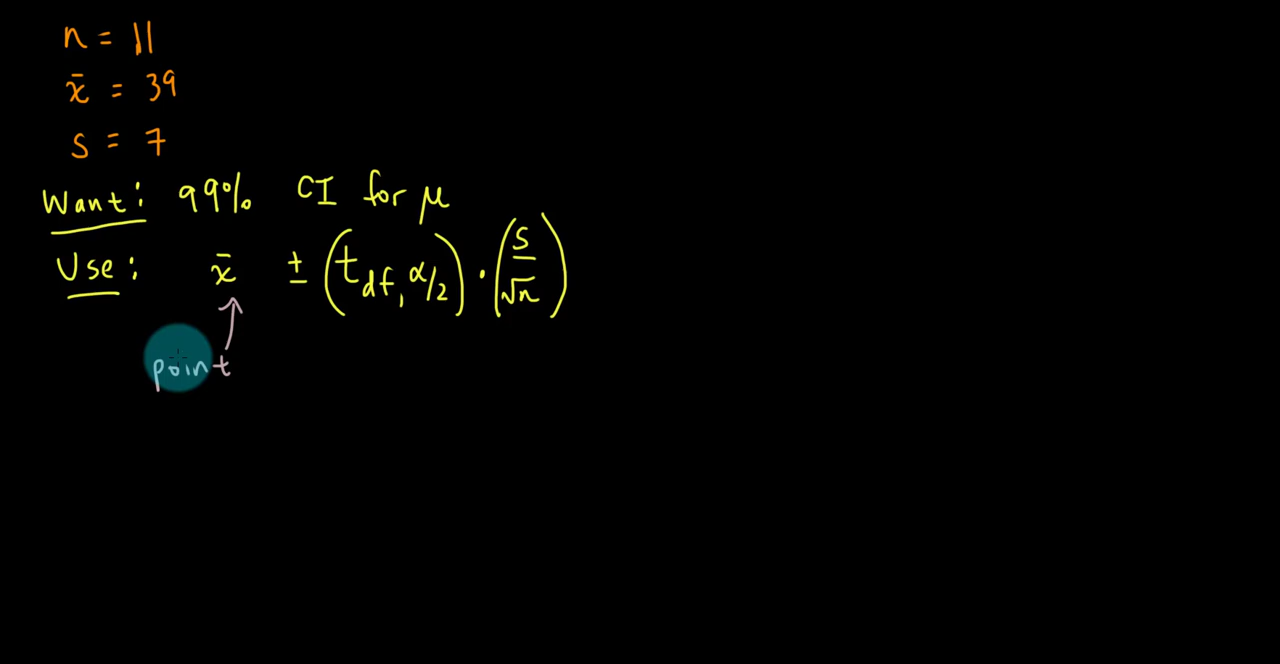 n = 11
x̄ = 39
s = 7
Want: 99% CI for μ
Use: x̄ ± (t_df, α/2) · (s/√n)
point